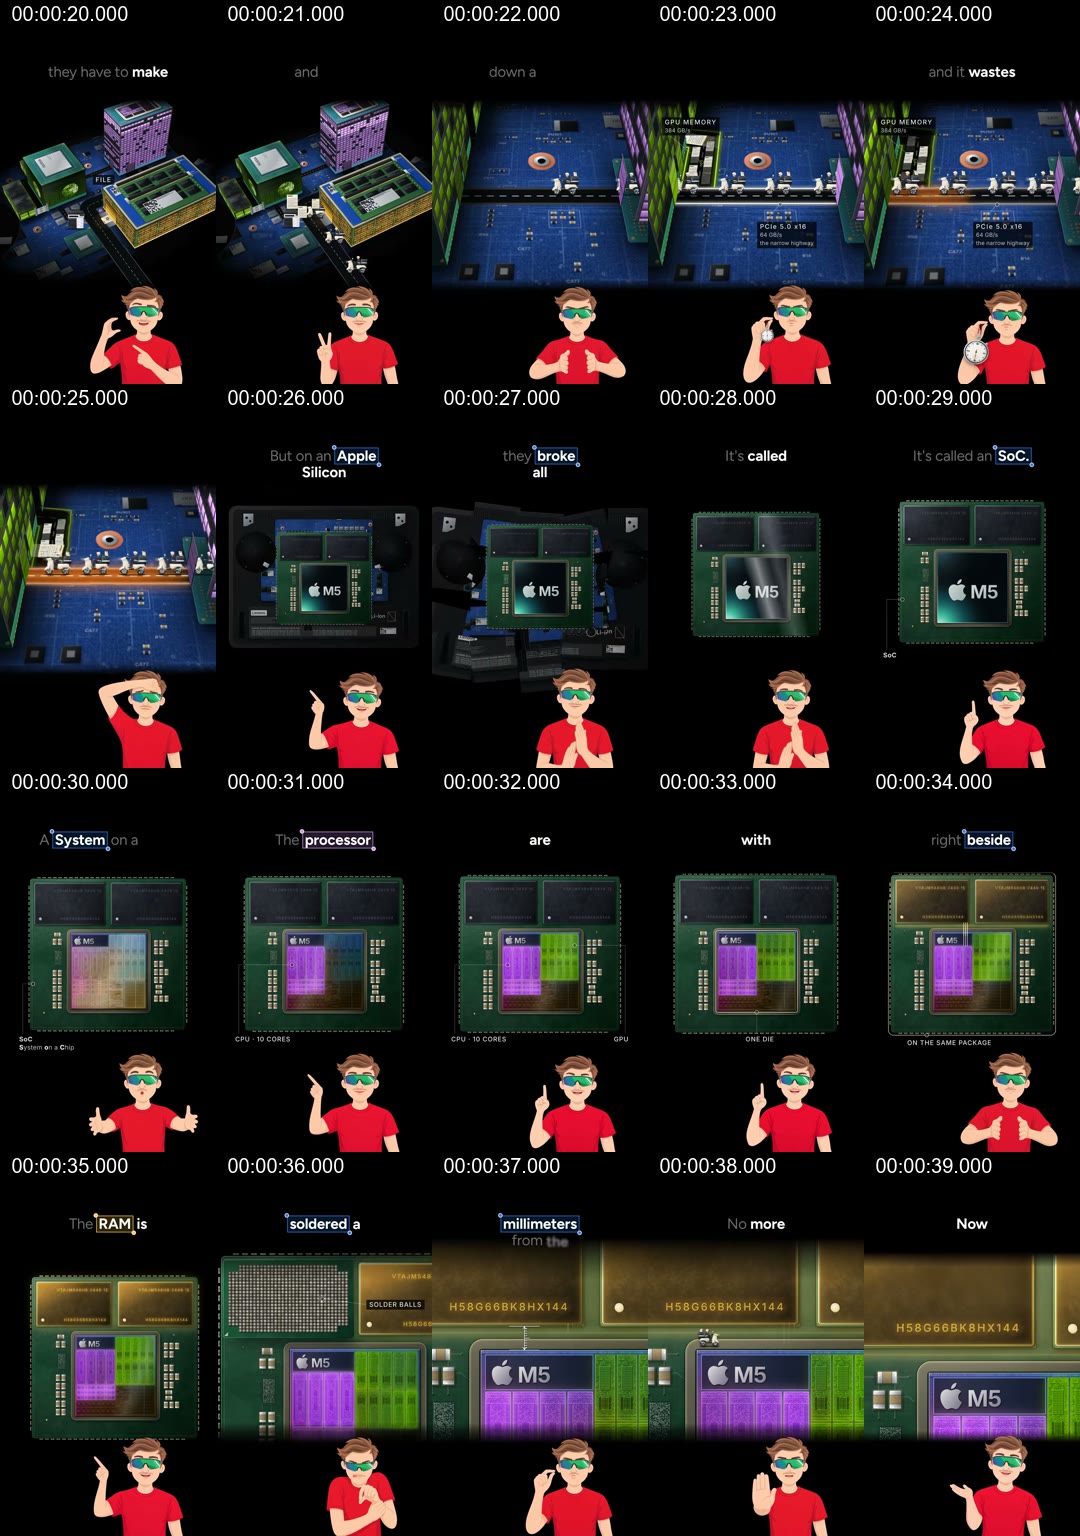 00:00:20.000
00:00:21.000
00:00:22.000
00:00:23.000
00:00:24.000
they have to make
and
down a
and it wastes
FILE
GPU MEMORY
384 GB/s
PCIe 5.0 x16
64 GB/s
the narrow highway
GPU MEMORY
384 GB/s
PCIe 5.0 x16
64 GB/s
the narrow highway
00:00:25.000
00:00:26.000
00:00:27.000
00:00:28.000
00:00:29.000
But on an Apple
Silicon
they broke
all
It's called
It's called an SoC.
M5
M5
M5
M5
SoC
00:00:30.000
00:00:31.000
00:00:32.000
00:00:33.000
00:00:34.000
A System on a
The processor
are
with
right beside
M5
M5
M5
M5
M5
SoC
System on a Chip
CPU · 10 CORES
CPU · 10 CORES
GPU
ONE DIE
ON THE SAME PACKAGE
00:00:35.000
00:00:36.000
00:00:37.000
00:00:38.000
00:00:39.000
The RAM is
soldered a
millimeters
from the
No more
Now
SOLDER BALLS
H58G66BK8HX144
H58G66BK8HX144
H58G66BK8HX144
M5
M5
M5
M5
M5